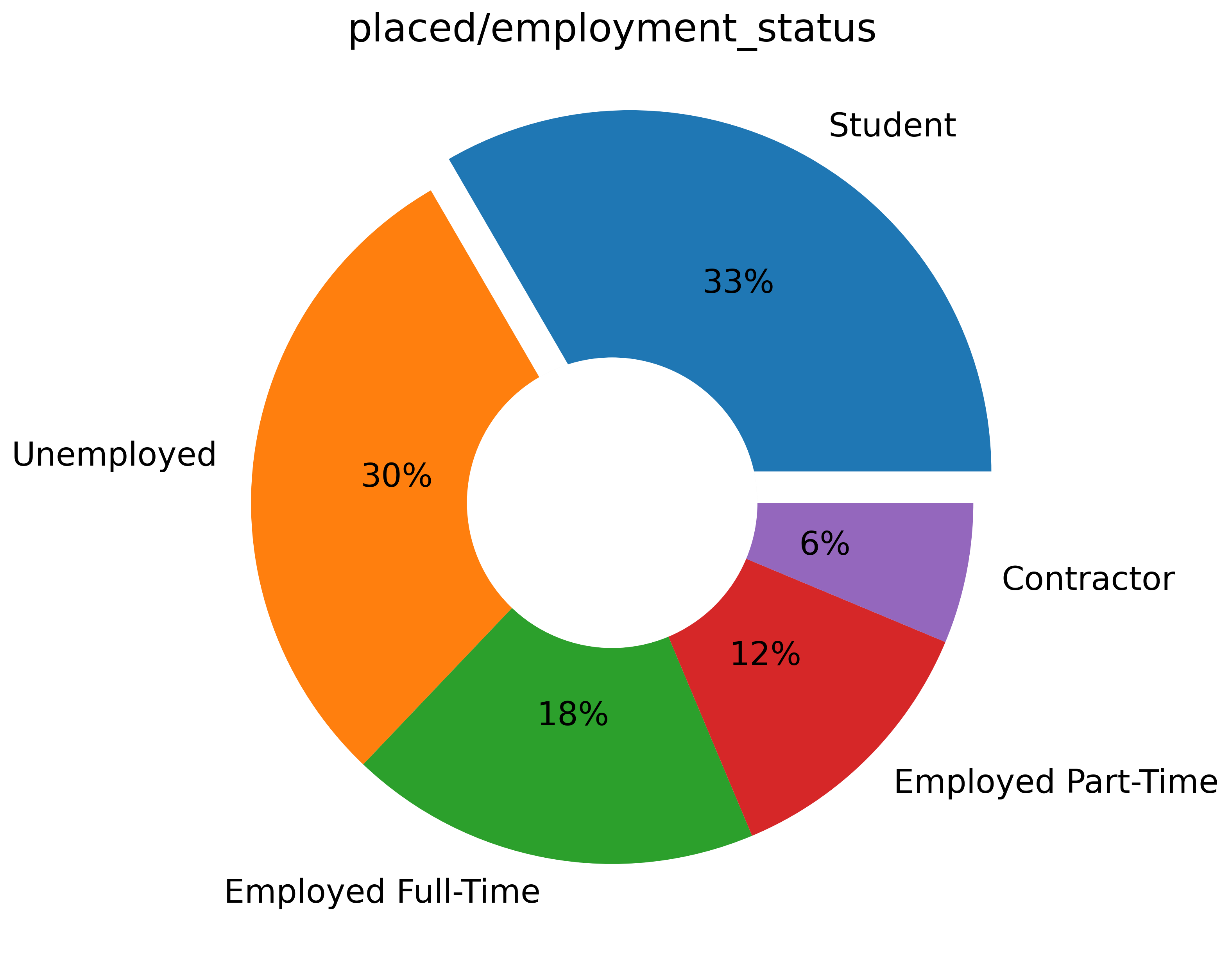 placed/employment_status
Student
33%
Unemployed
30%
6%
Contractor
12%
18%
Employed Part-Time
Employed Full-Time